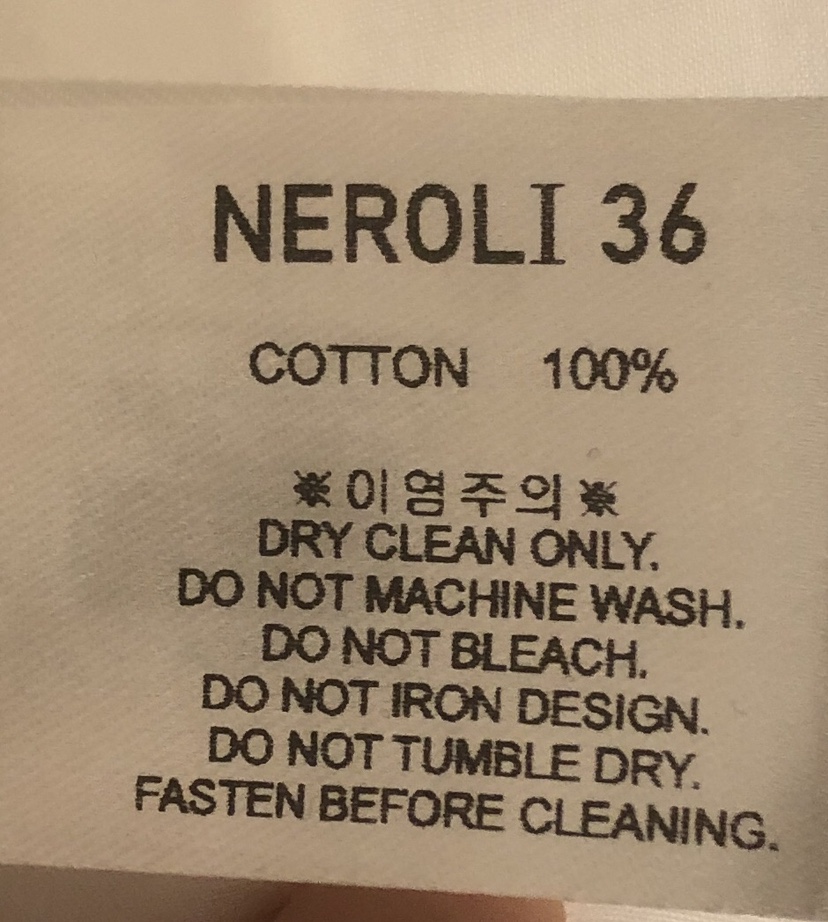 NEROLI 36
COTTON 100%
※이염주의※
DRY CLEAN ONLY.
DO NOT MACHINE WASH.
DO NOT BLEACH.
DO NOT IRON DESIGN.
DO NOT TUMBLE DRY.
FASTEN BEFORE CLEANING.